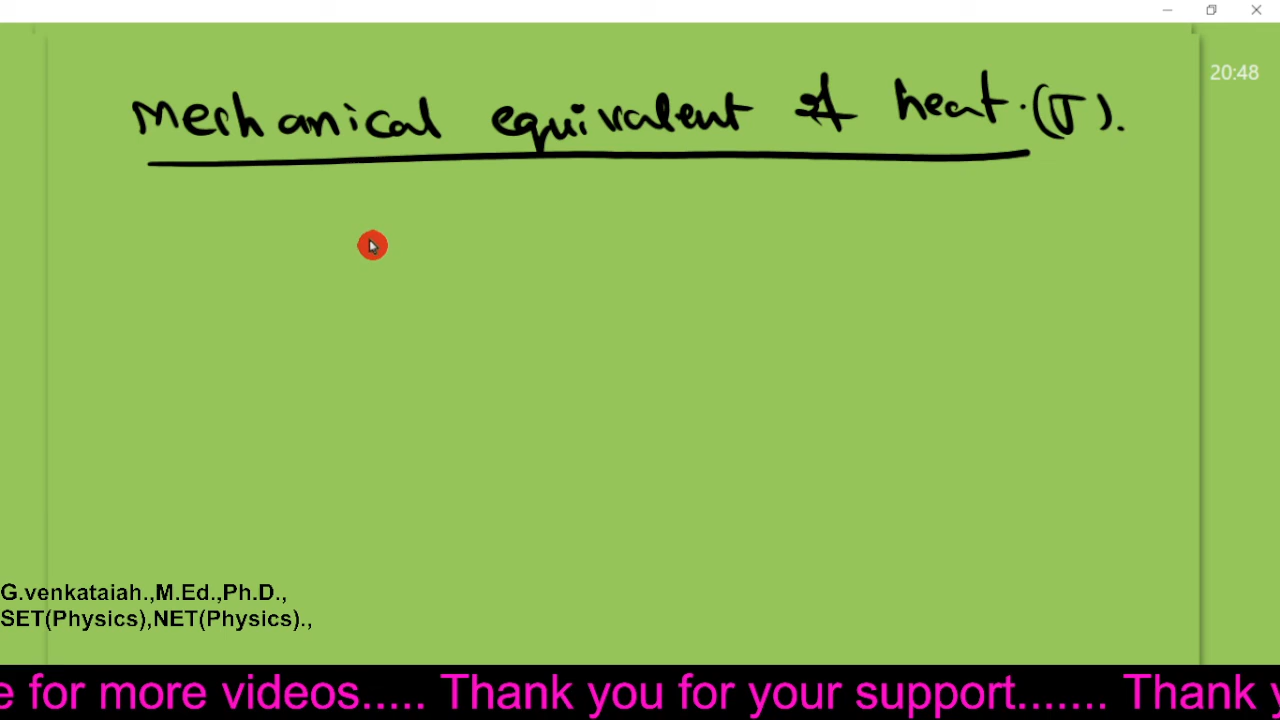 20:48
Mechanical equivalent of heat. (J).
G.venkataiah.,M.Ed.,Ph.D.,
SET(Physics),NET(Physics).,
e for more videos..... Thank you for your support....... Thank y